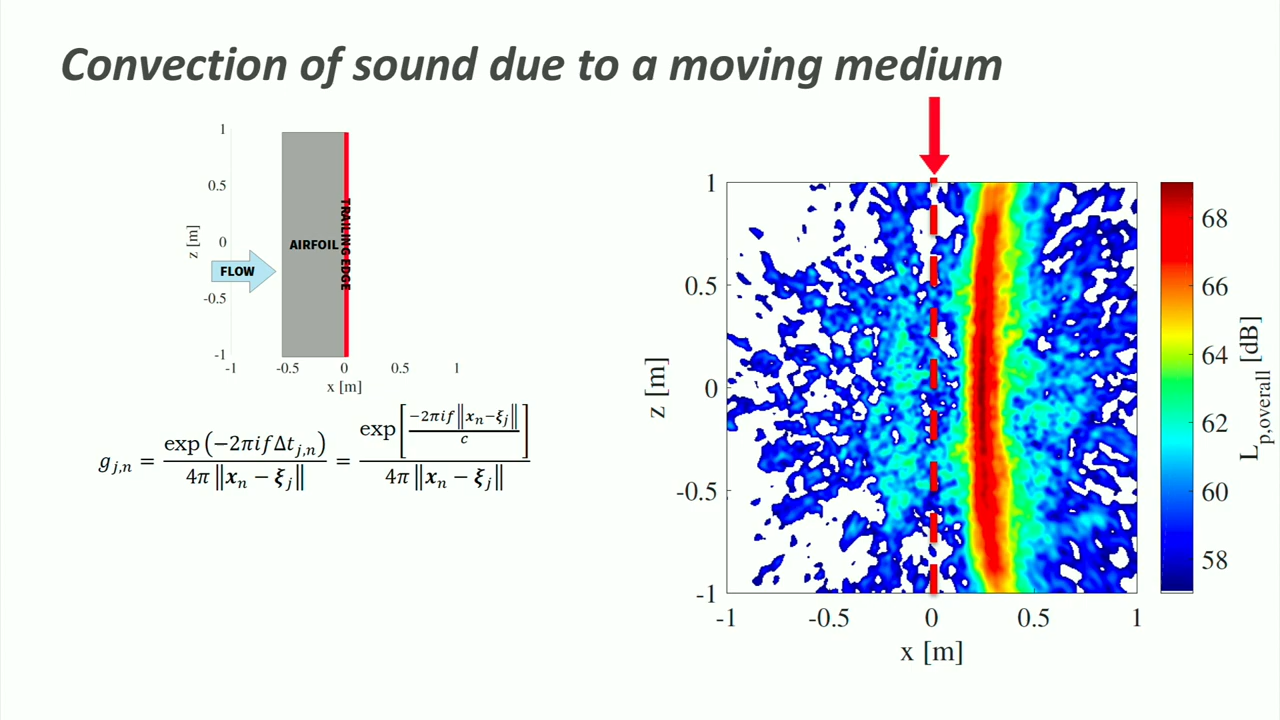 Convection of sound due to a moving medium
1
0.5
z [m]
0
-0.5
-1
FLOW
AIRFOIL
TRAILING EDGE
-1 -0.5 0 0.5 1
x [m]
g_{j,n} = exp(−2πifΔt_{j,n}) / 4π‖x_n − ξ_j‖ = exp[−2πif‖x_n−ξ_j‖ / c] / 4π‖x_n − ξ_j‖
1
0.5
z [m]
0
-0.5
-1
-1 -0.5 0 0.5 1
x [m]
68
66
64
62
60
58
L_{p,overall} [dB]